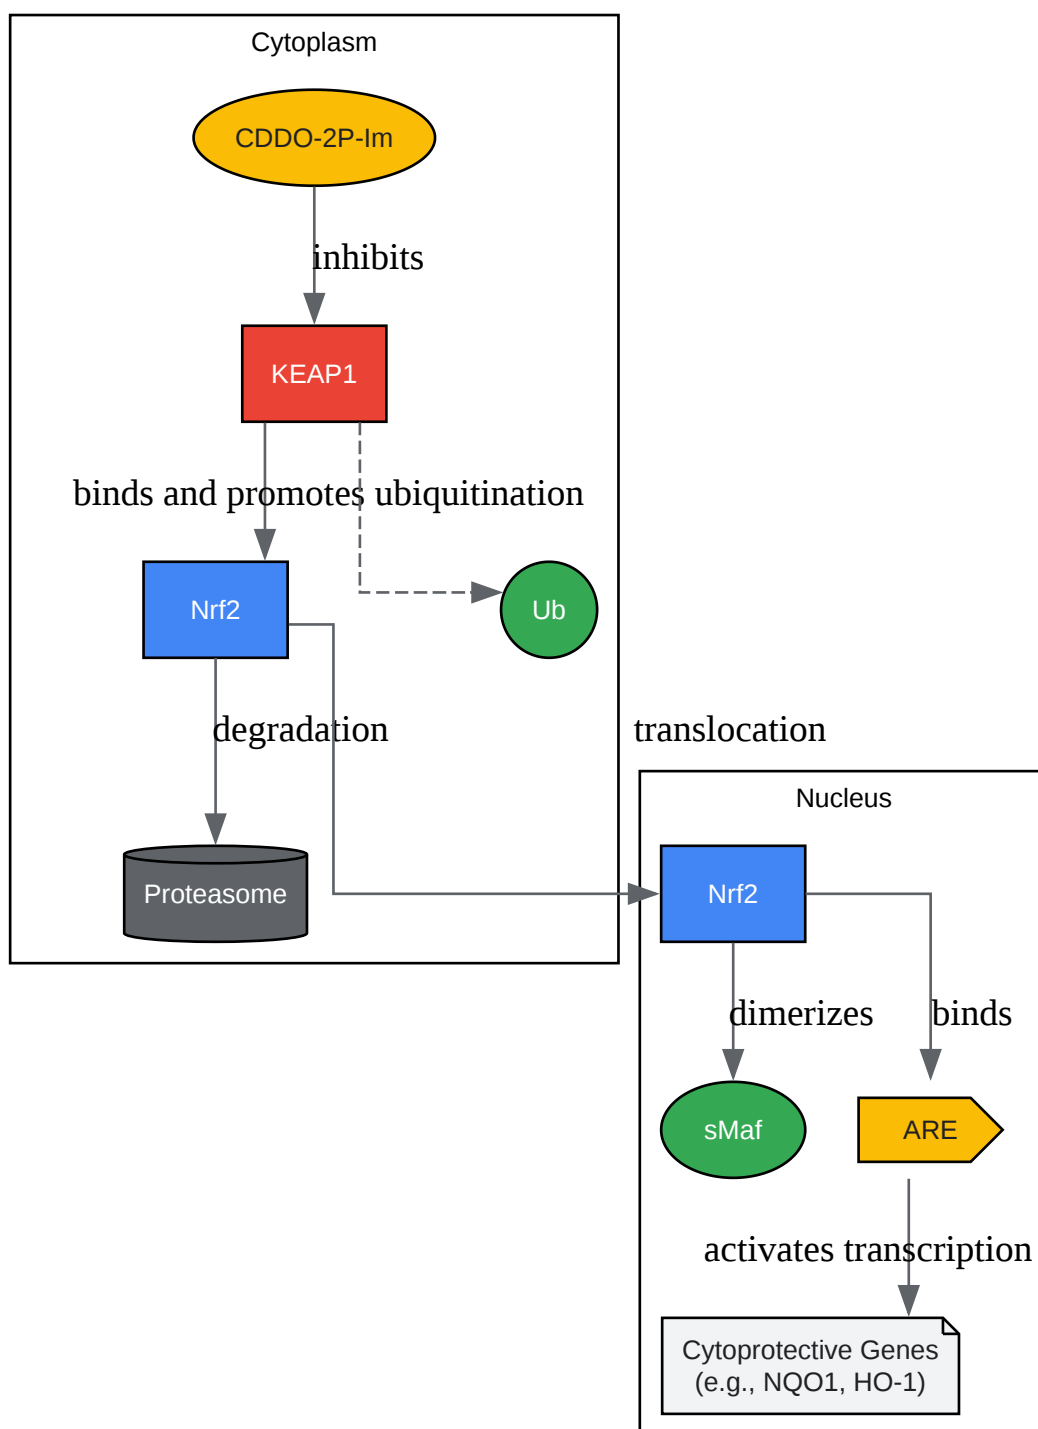 Cytoplasm
CDDO-2P-Im
inhibits
KEAP1
binds and promotes ubiquitination
Nrf2
Ub
degradation
translocation
Nucleus
Proteasome
Nrf2
dimerizes
binds
sMaf
ARE
activates transcription
Cytoprotective Genes
(e.g., NQO1, HO-1)